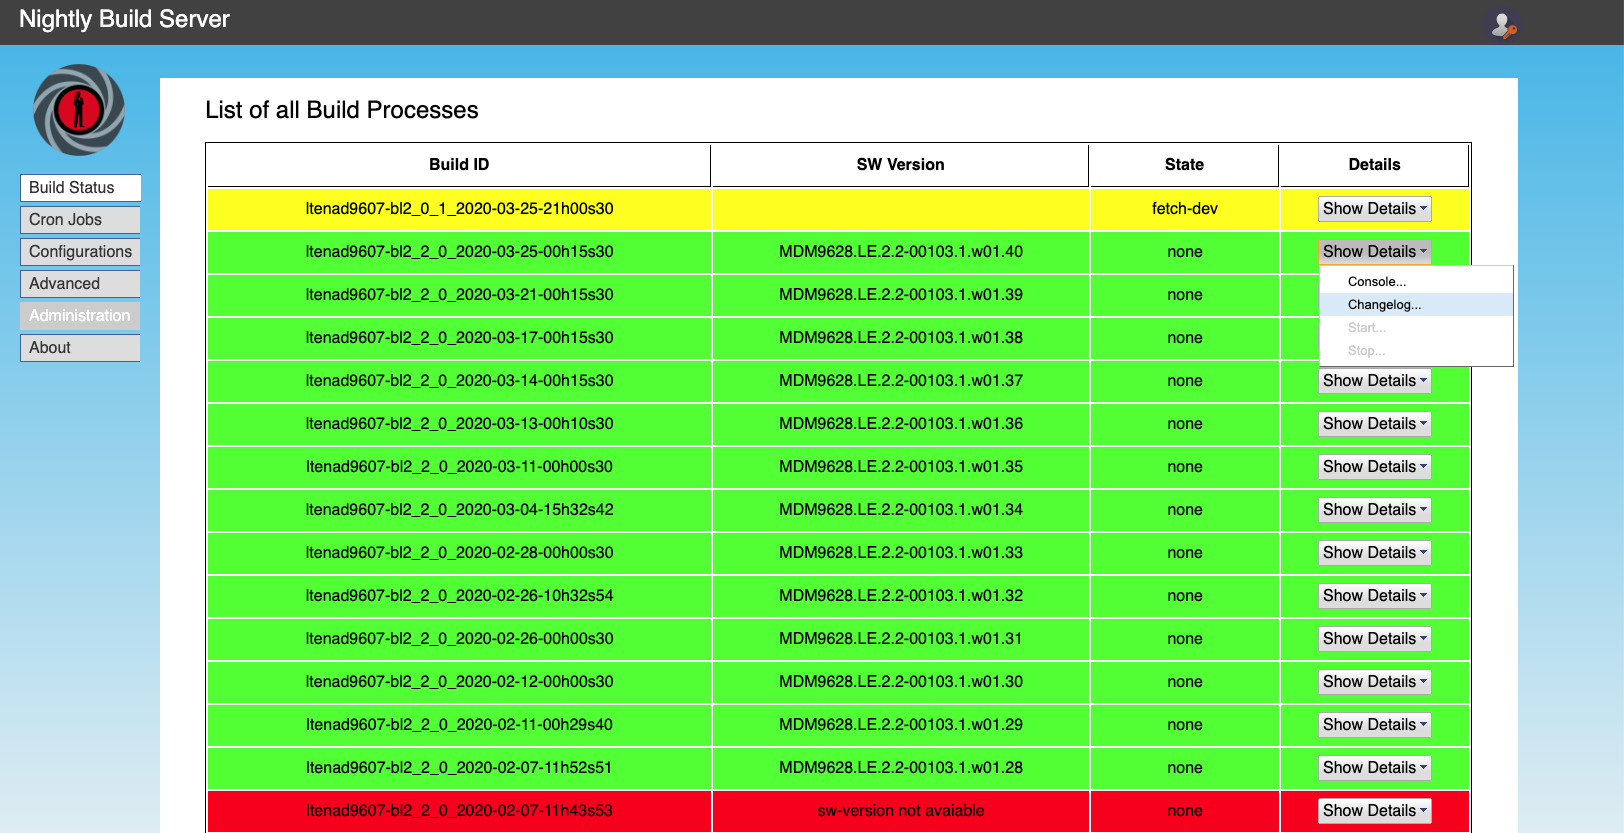 Nightly Build Server
Build Status
Cron Jobs
Configurations
Advanced
Administration
About
List of all Build Processes
Build ID SW Version State Details
ltenad9607-bl2_0_1_2020-03-25-21h00s30 fetch-dev Show Details
ltenad9607-bl2_2_0_2020-03-25-00h15s30 MDM9628.LE.2.2-00103.1.w01.40 none Show Details
Console...
Changelog...
Start...
Stop...
ltenad9607-bl2_2_0_2020-03-21-00h15s30 MDM9628.LE.2.2-00103.1.w01.39 none
ltenad9607-bl2_2_0_2020-03-17-00h15s30 MDM9628.LE.2.2-00103.1.w01.38 none
ltenad9607-bl2_2_0_2020-03-14-00h15s30 MDM9628.LE.2.2-00103.1.w01.37 none Show Details
ltenad9607-bl2_2_0_2020-03-13-00h10s30 MDM9628.LE.2.2-00103.1.w01.36 none Show Details
ltenad9607-bl2_2_0_2020-03-11-00h00s30 MDM9628.LE.2.2-00103.1.w01.35 none Show Details
ltenad9607-bl2_2_0_2020-03-04-15h32s42 MDM9628.LE.2.2-00103.1.w01.34 none Show Details
ltenad9607-bl2_2_0_2020-02-28-00h00s30 MDM9628.LE.2.2-00103.1.w01.33 none Show Details
ltenad9607-bl2_2_0_2020-02-26-10h32s54 MDM9628.LE.2.2-00103.1.w01.32 none Show Details
ltenad9607-bl2_2_0_2020-02-26-00h00s30 MDM9628.LE.2.2-00103.1.w01.31 none Show Details
ltenad9607-bl2_2_0_2020-02-12-00h00s30 MDM9628.LE.2.2-00103.1.w01.30 none Show Details
ltenad9607-bl2_2_0_2020-02-11-00h29s40 MDM9628.LE.2.2-00103.1.w01.29 none Show Details
ltenad9607-bl2_2_0_2020-02-07-11h52s51 MDM9628.LE.2.2-00103.1.w01.28 none Show Details
ltenad9607-bl2_2_0_2020-02-07-11h43s53 sw-version not avaiable none Show Details